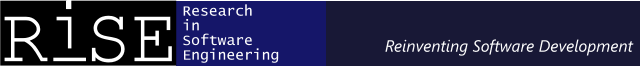 RiSE
Research
in
Software
Engineering
Reinventing Software Development